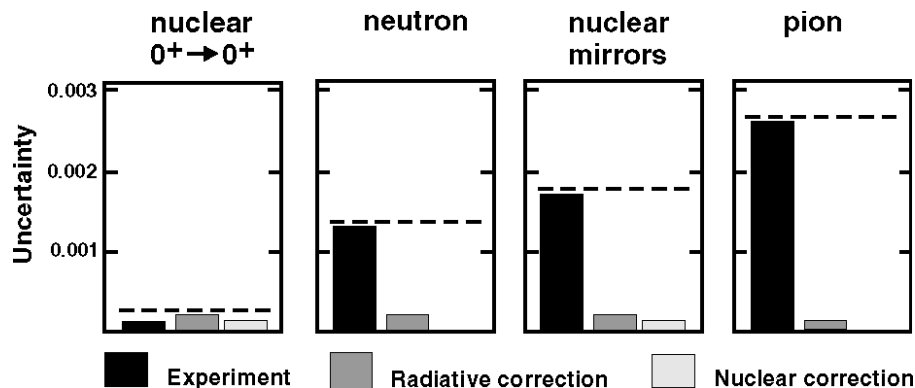 nuclear
0+→0+
neutron
nuclear
mirrors
pion
0.003
0.002
0.001
Uncertainty
Experiment
Radiative correction
Nuclear correction